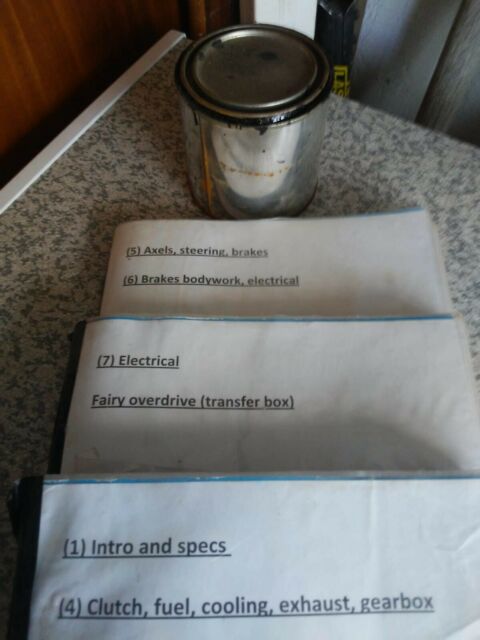 (5) Axels, steering, brakes
(6) Brakes bodywork, electrical
(7) Electrical
Fairy overdrive (transfer box)
(1) Intro and specs
(4) Clutch, fuel, cooling, exhaust, gearbox